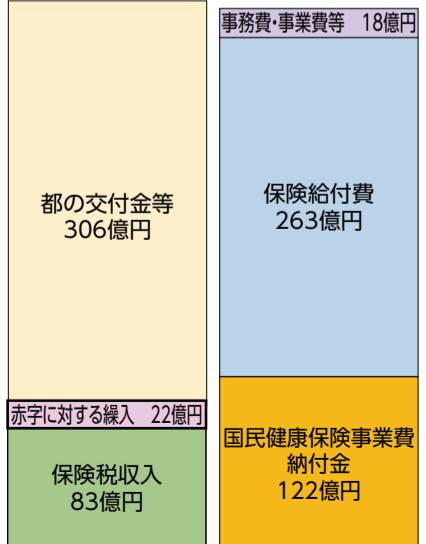 都の交付金等
306億円
赤字に対する繰入 22億円
保険税収入
83億円
事務費・事業費等 18億円
保険給付費
263億円
国民健康保険事業費
納付金
122億円